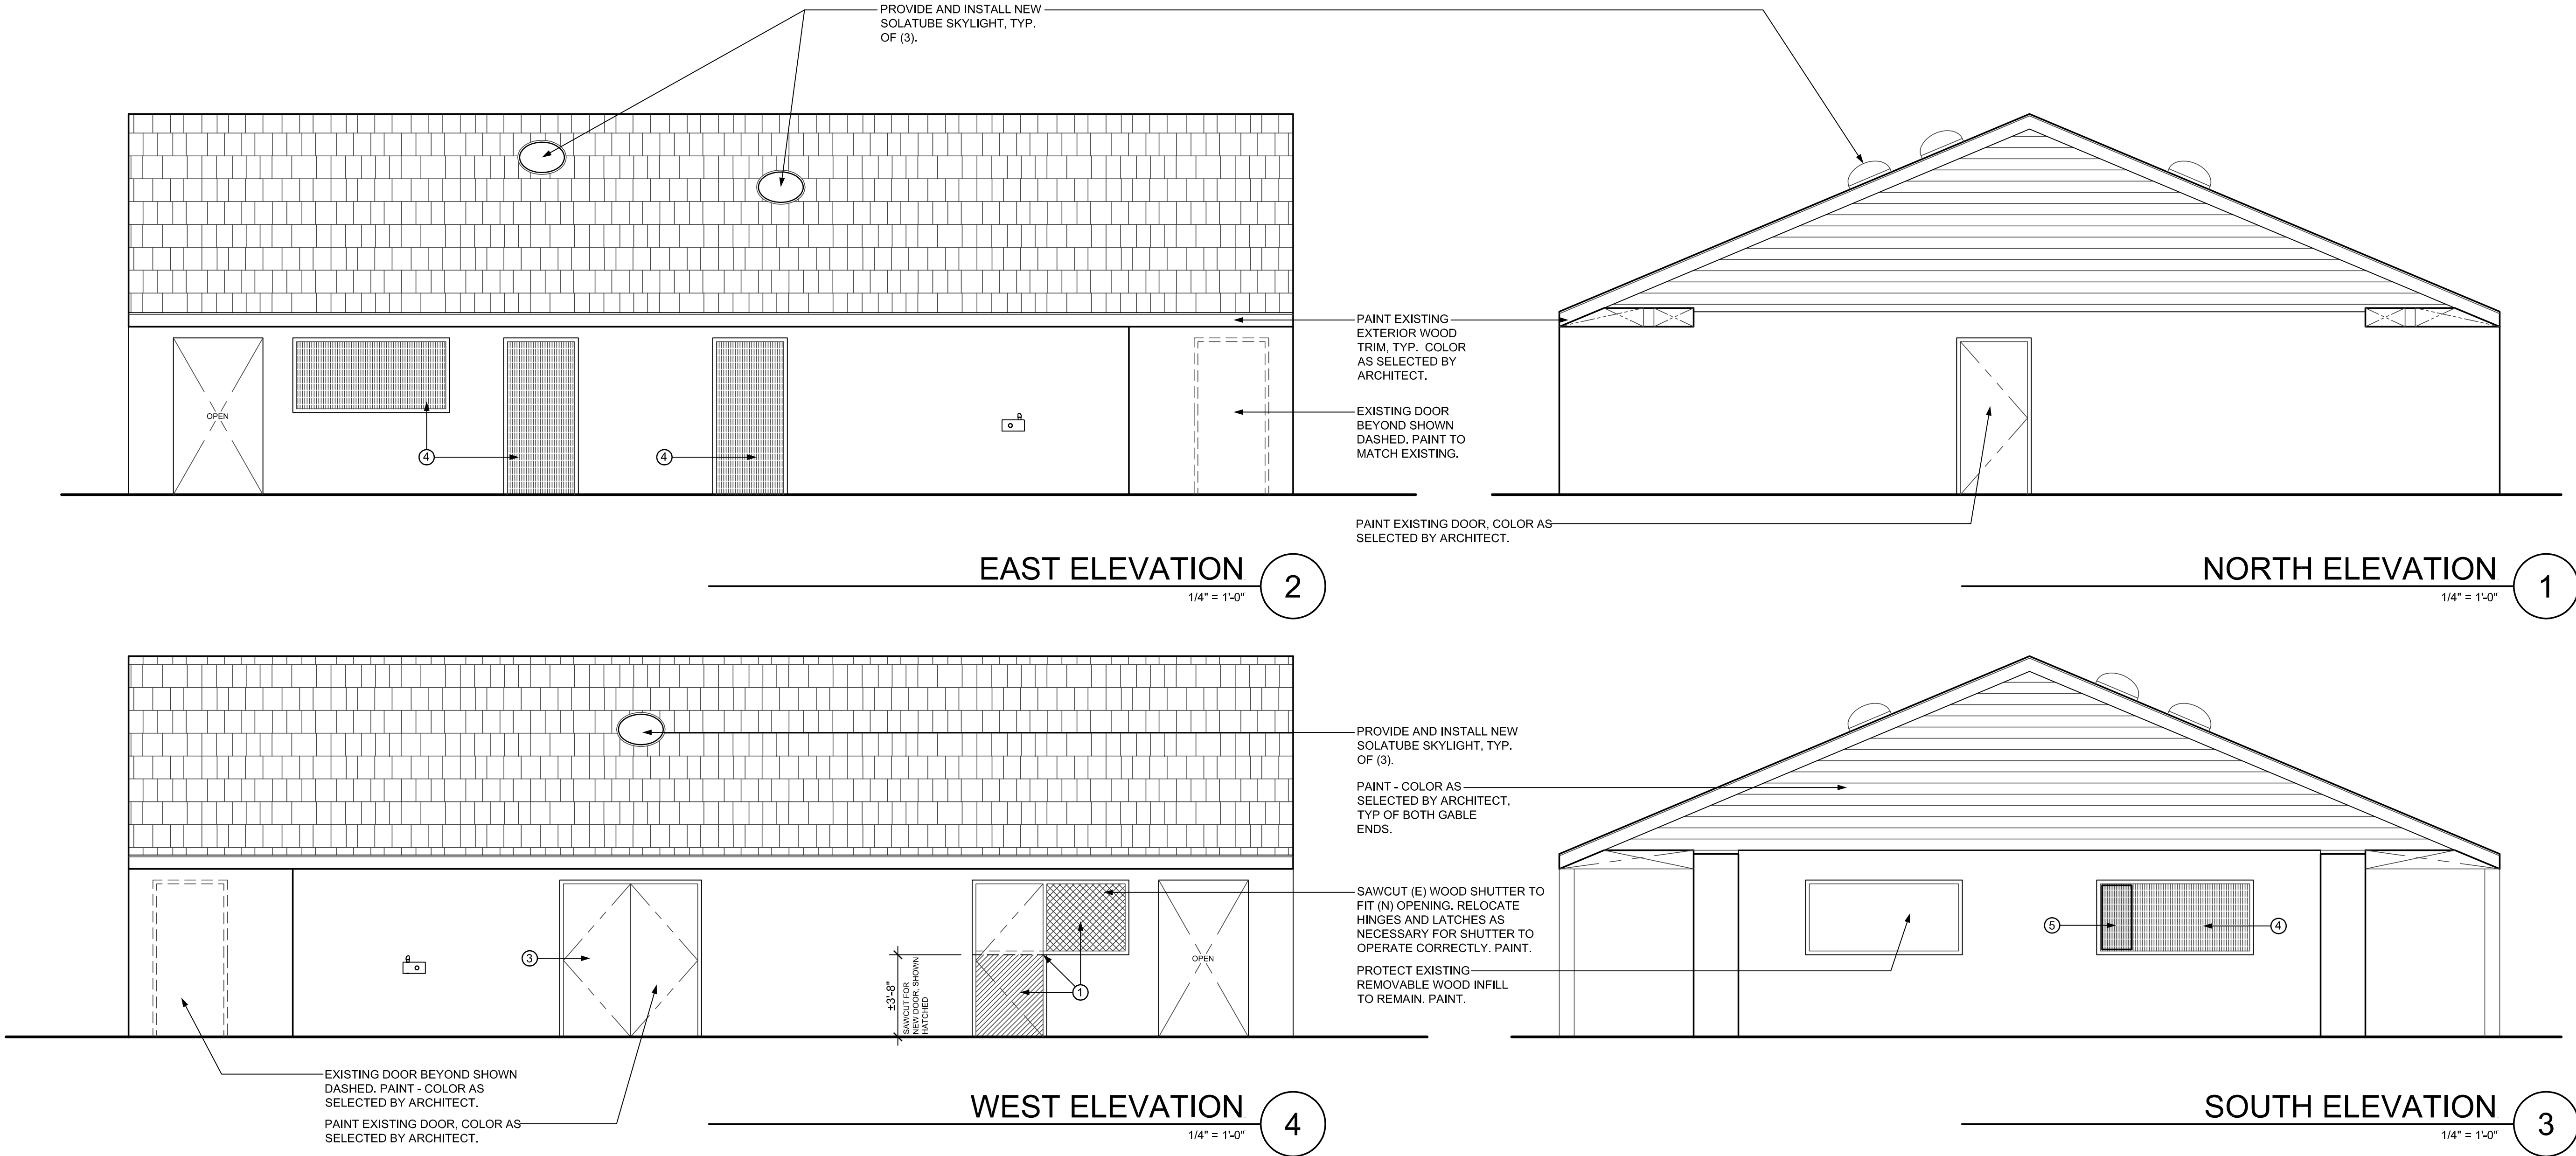 PROVIDE AND INSTALL NEW
SOLATUBE SKYLIGHT, TYP.
OF (3).
PAINT EXISTING
EXTERIOR WOOD
TRIM, TYP. COLOR
AS SELECTED BY
ARCHITECT.
EXISTING DOOR
BEYOND SHOWN
DASHED. PAINT TO
MATCH EXISTING.
OPEN
4
4
PAINT EXISTING DOOR, COLOR AS
SELECTED BY ARCHITECT.
EAST ELEVATION
2
1/4" = 1'-0"
NORTH ELEVATION
1
1/4" = 1'-0"
PROVIDE AND INSTALL NEW
SOLATUBE SKYLIGHT, TYP.
OF (3).
PAINT - COLOR AS
SELECTED BY ARCHITECT,
TYP OF BOTH GABLE
ENDS.
SAWCUT (E) WOOD SHUTTER TO
FIT (N) OPENING. RELOCATE
HINGES AND LATCHES AS
NECESSARY FOR SHUTTER TO
OPERATE CORRECTLY. PAINT.
PROTECT EXISTING
REMOVABLE WOOD INFILL
TO REMAIN. PAINT.
3
±3'-8"
SAWCUT FOR
NEW DOOR, SHOWN
HATCHED
1
OPEN
5
4
EXISTING DOOR BEYOND SHOWN
DASHED. PAINT - COLOR AS
SELECTED BY ARCHITECT.
PAINT EXISTING DOOR, COLOR AS
SELECTED BY ARCHITECT.
WEST ELEVATION
4
1/4" = 1'-0"
SOUTH ELEVATION
3
1/4" = 1'-0"